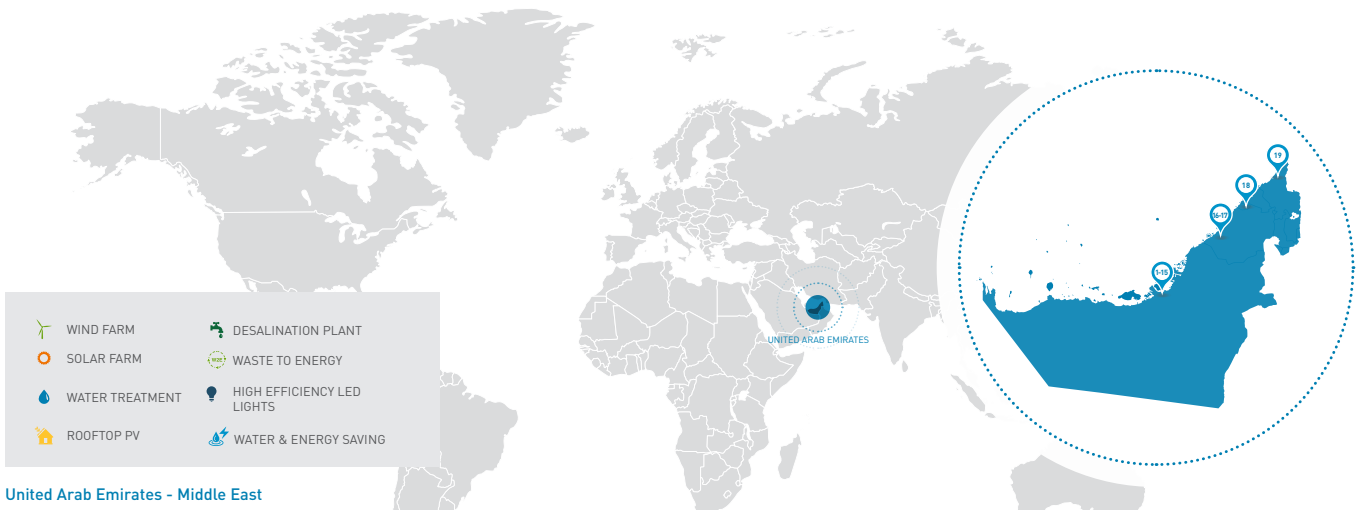 19
18
16-17
1-15
UNITED ARAB EMIRATES
WIND FARM
SOLAR FARM
WATER TREATMENT
ROOFTOP PV
DESALINATION PLANT
W2E
WASTE TO ENERGY
HIGH EFFICIENCY LED
LIGHTS
WATER & ENERGY SAVING
United Arab Emirates - Middle East